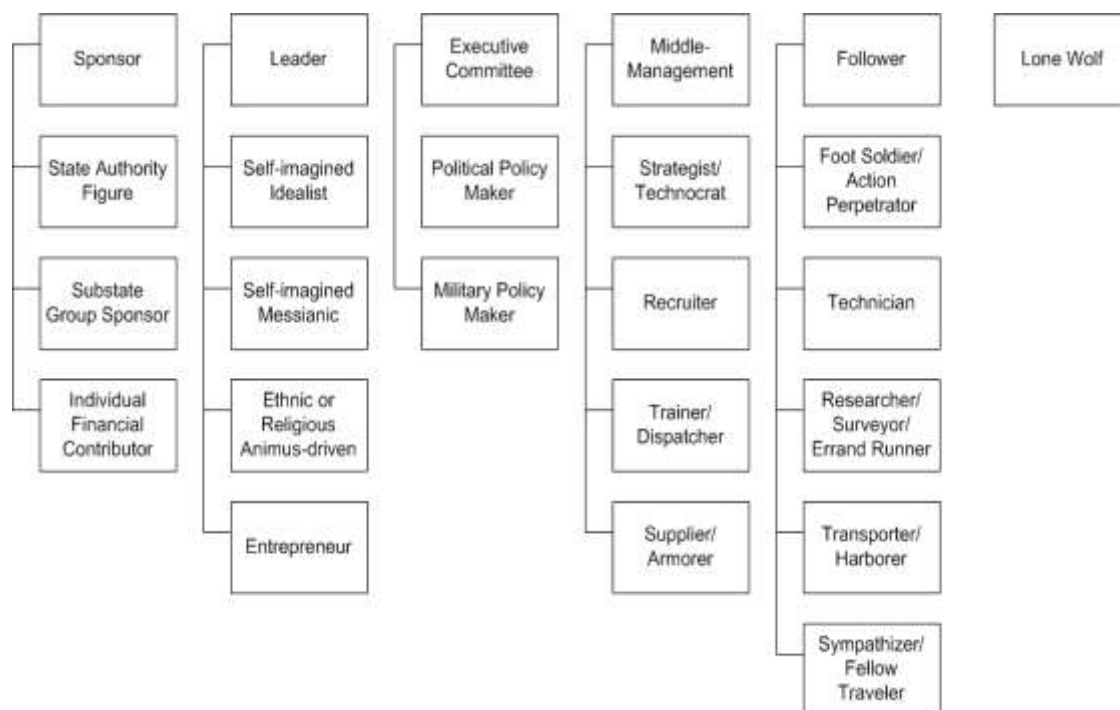 Sponsor
State Authority
Figure
Substate
Group Sponsor
Individual
Financial
Contributor
Leader
Self-imagined
Idealist
Self-imagined
Messianic
Ethnic or
Religious
Animus-driven
Entrepreneur
Executive
Committee
Political Policy
Maker
Military Policy
Maker
Middle-
Management
Strategist/
Technocrat
Recruiter
Trainer/
Dispatcher
Supplier/
Armorer
Follower
Foot Soldier/
Action
Perpetrator
Technician
Researcher/
Surveyor/
Errand Runner
Transporter/
Harborer
Sympathizer/
Fellow
Traveler
Lone Wolf